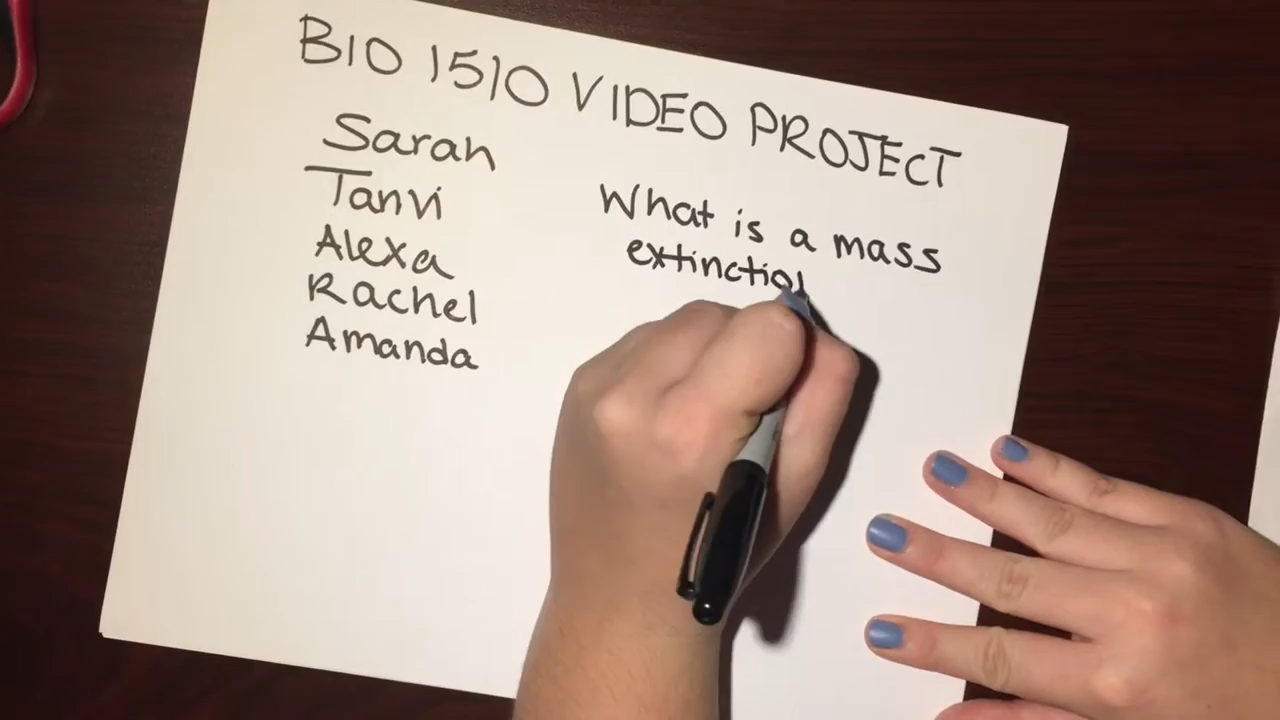 BIO 1510 VIDEO PROJECT
Sarah
Tanvi
Alexa
Rachel
Amanda
What is a mass
extinctio